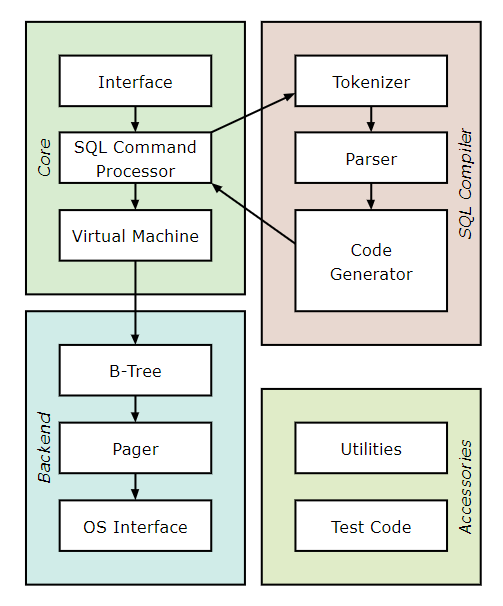 Core
Interface
SQL Command
Processor
Virtual Machine
SQL Compiler
Tokenizer
Parser
Code
Generator
Backend
B-Tree
Pager
OS Interface
Accessories
Utilities
Test Code